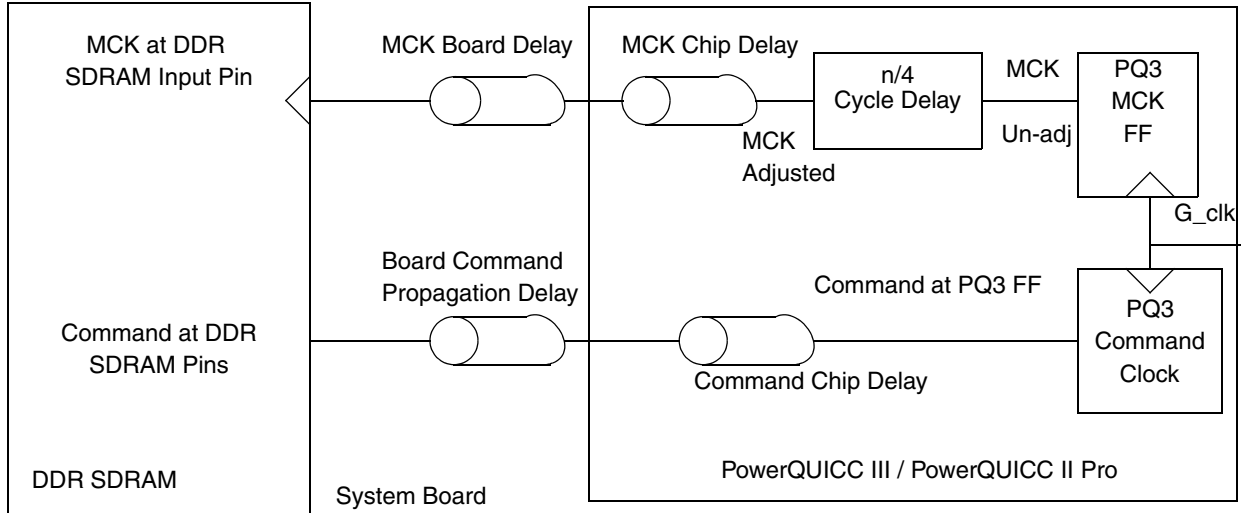 MCK at DDR
SDRAM Input Pin
MCK Board Delay
MCK Chip Delay
n/4
Cycle Delay
MCK
Un-adj
PQ3
MCK
FF
MCK
Adjusted
G_clk
Board Command
Propagation Delay
Command at PQ3 FF
Command at DDR
SDRAM Pins
Command Chip Delay
PQ3
Command
Clock
DDR SDRAM
System Board
PowerQUICC III / PowerQUICC II Pro